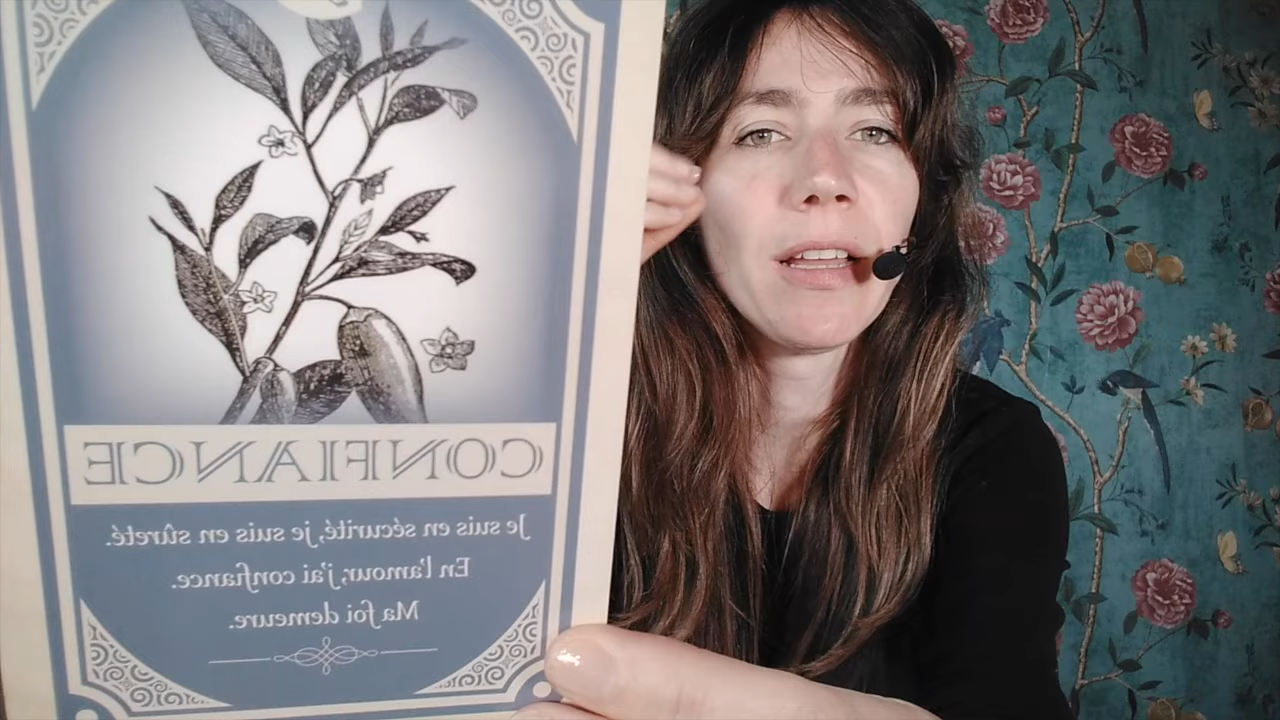 CONFIANCE
Je suis en sécurité, je suis en sûreté.
En l'amour, j'ai confiance.
Ma foi demeure.